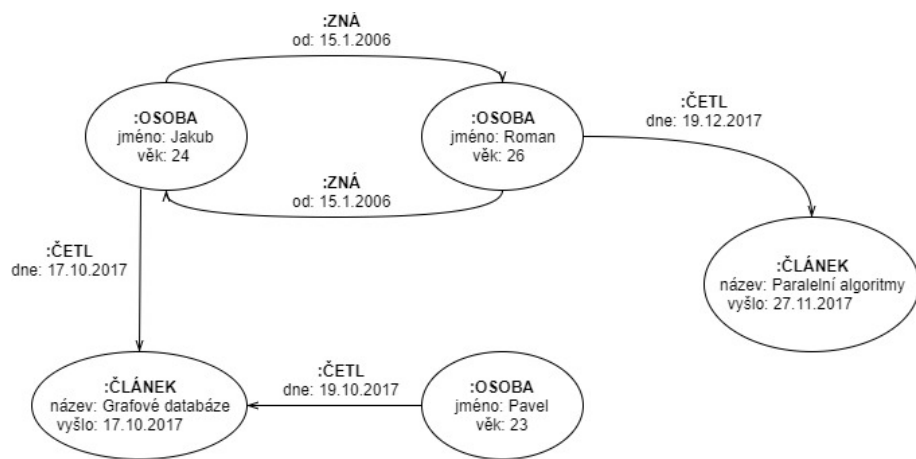 :ZNÁ
od: 15.1.2006
:OSOBA
jméno: Jakub
věk: 24
:OSOBA
jméno: Roman
věk: 26
:ČETL
dne: 19.12.2017
:ZNÁ
od: 15.1.2006
:ČETL
dne: 17.10.2017
:ČLÁNEK
název: Paralelní algoritmy
vyšlo: 27.11.2017
:ČLÁNEK
název: Grafové databáze
vyšlo: 17.10.2017
:ČETL
dne: 19.10.2017
:OSOBA
jméno: Pavel
věk: 23